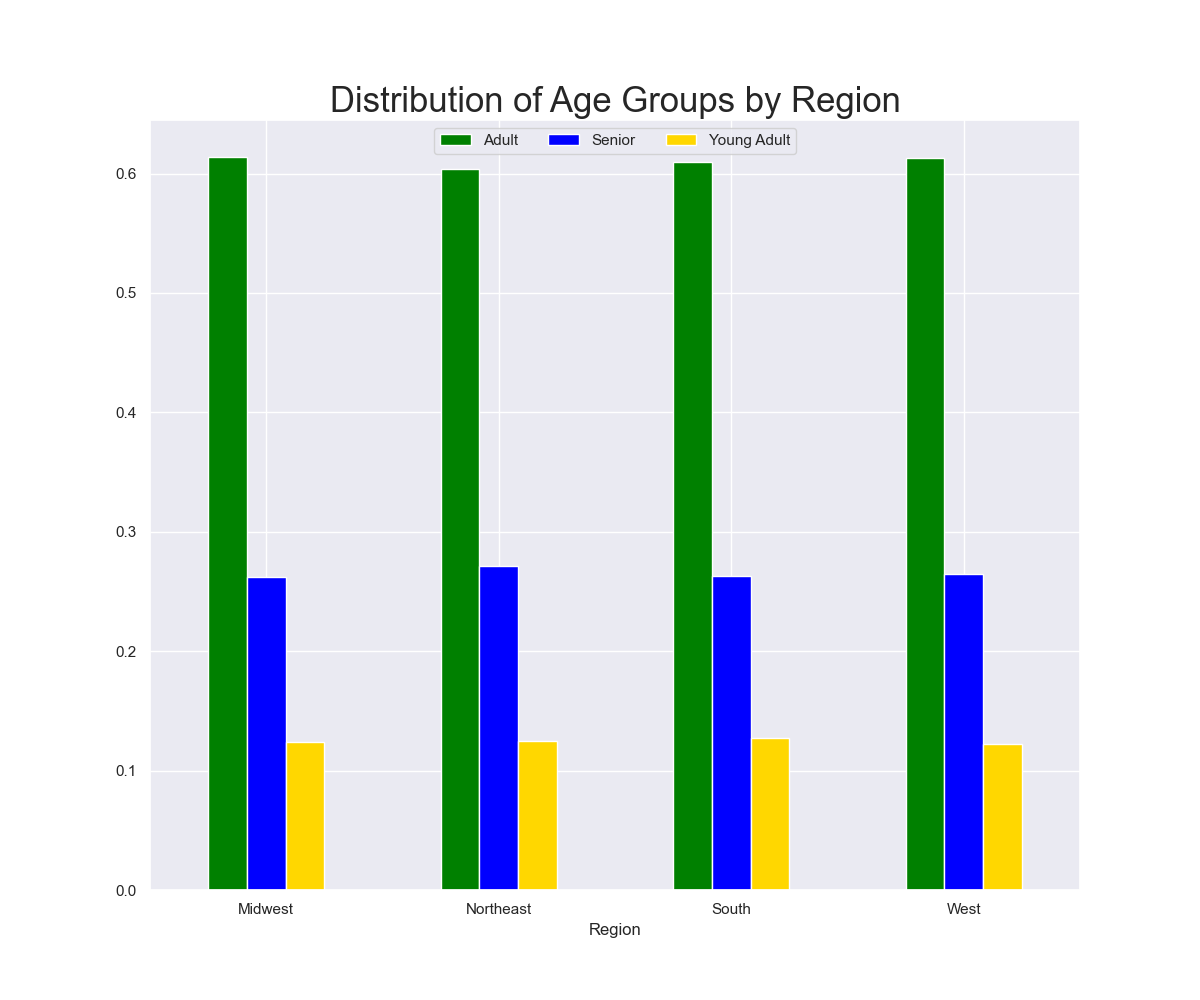 Distribution of Age Groups by Region
Adult Senior Young Adult
0.6
0.5
0.4
0.3
0.2
0.1
0.0
Midwest Northeast South West
Region